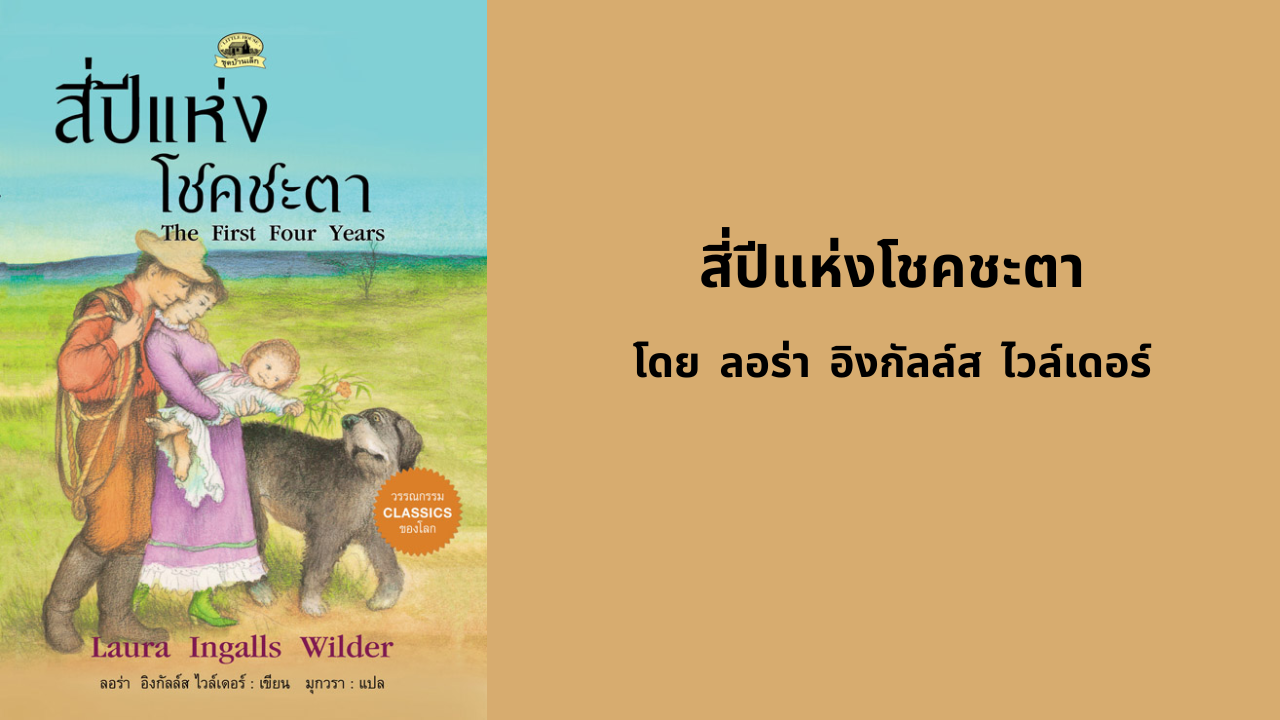 LITTLE HOUSE
ชุดบ้านเล็ก
สี่ปีแห่ง
โชคชะตา
The First Four Years
วรรณกรรม
CLASSICS
ของโลก
Laura Ingalls Wilder
ลอร่า อิงกัลล์ส ไวล์เดอร์ : เขียน มุกวรา : แปล
สี่ปีแห่งโชคชะตา
โดย ลอร่า อิงกัลล์ส ไวล์เดอร์